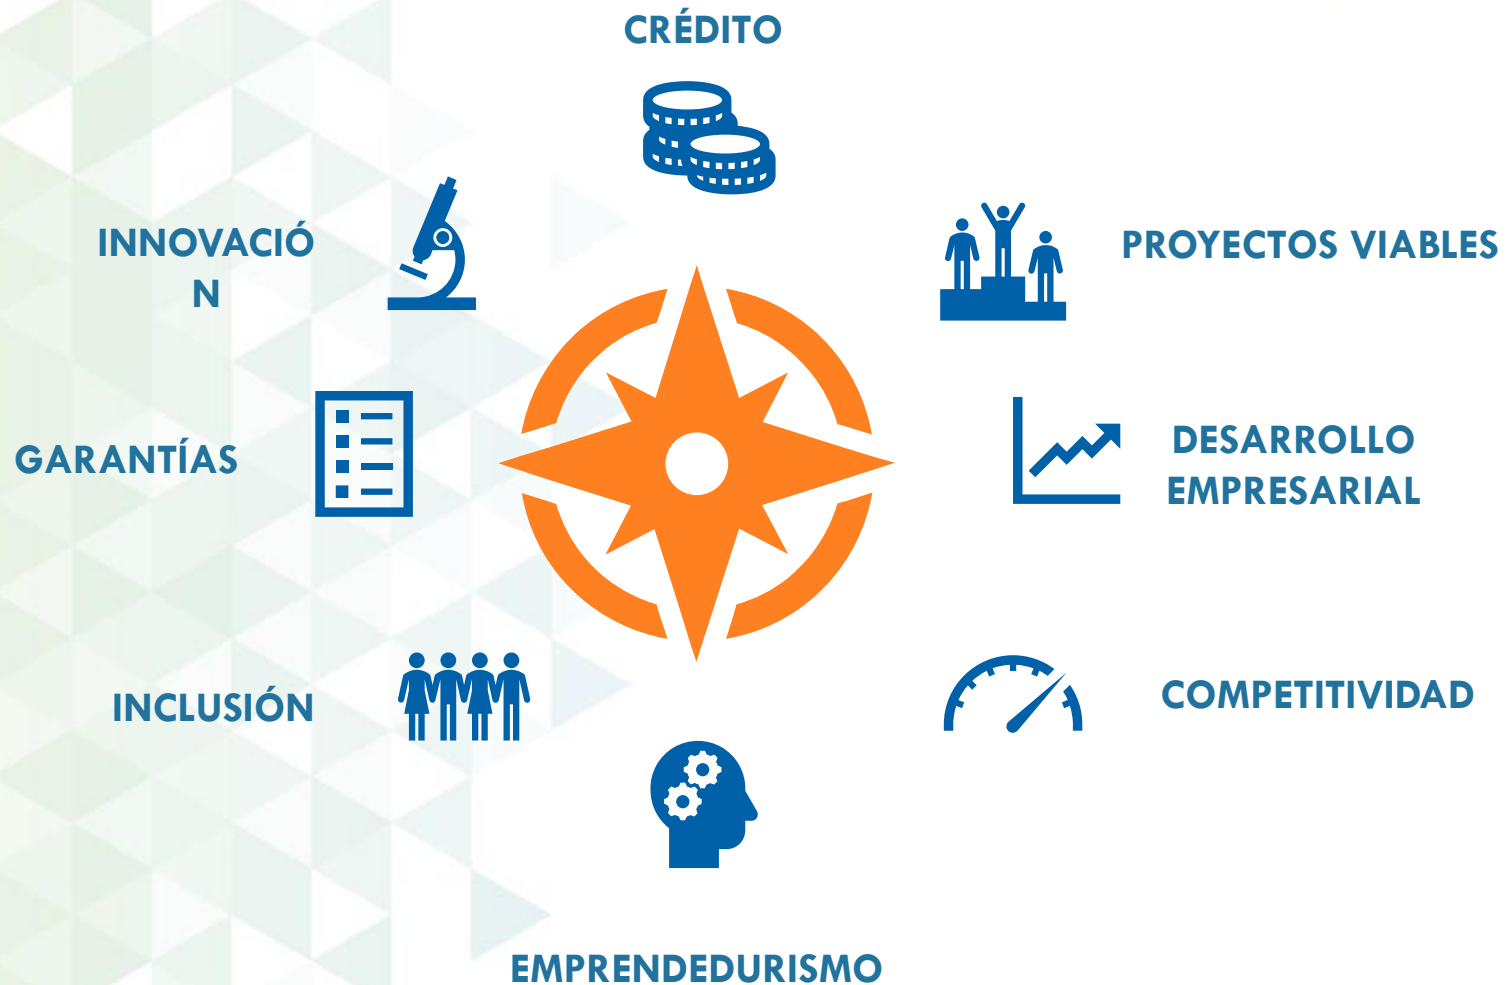 CRÉDITO
INNOVACIÓ
N
PROYECTOS VIABLES
GARANTÍAS
DESARROLLO
EMPRESARIAL
INCLUSIÓN
COMPETITIVIDAD
EMPRENDEDURISMO